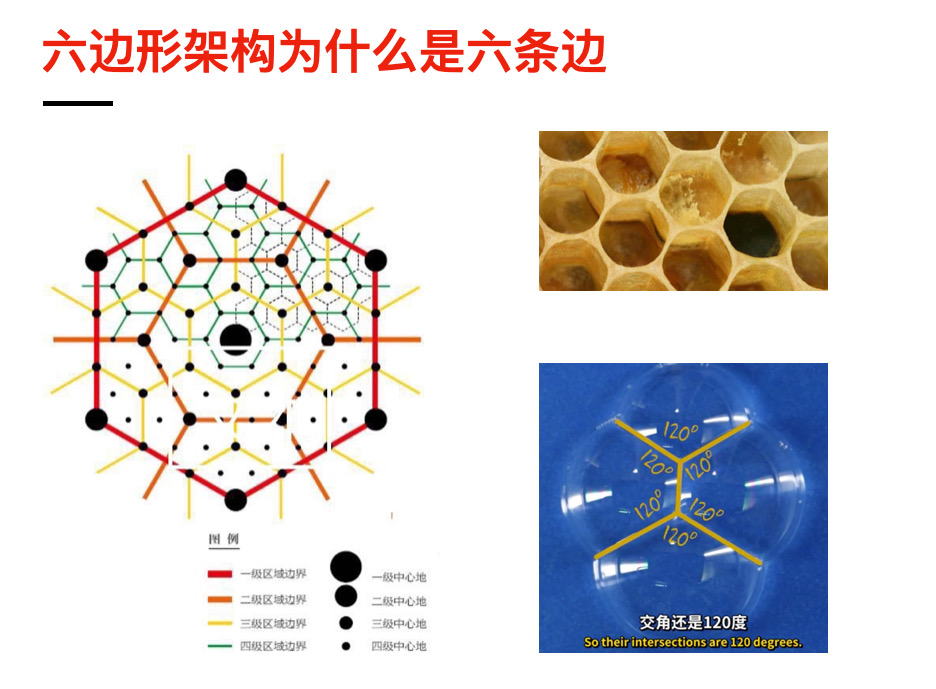 六边形架构为什么是六条边
图 例
一级区域边界
一级中心地
二级区域边界
二级中心地
三级区域边界
三级中心地
四级区域边界
四级中心地
120°
120°
120°
120°
120°
120°
交角还是120度
So their intersections are 120 degrees.